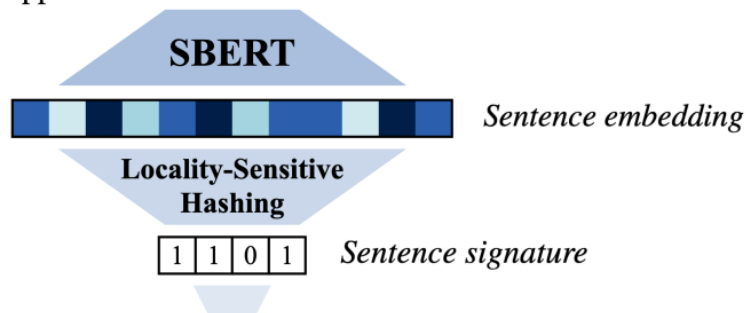 SBERT
Sentence embedding
Locality-Sensitive
Hashing
1 1 0 1 Sentence signature